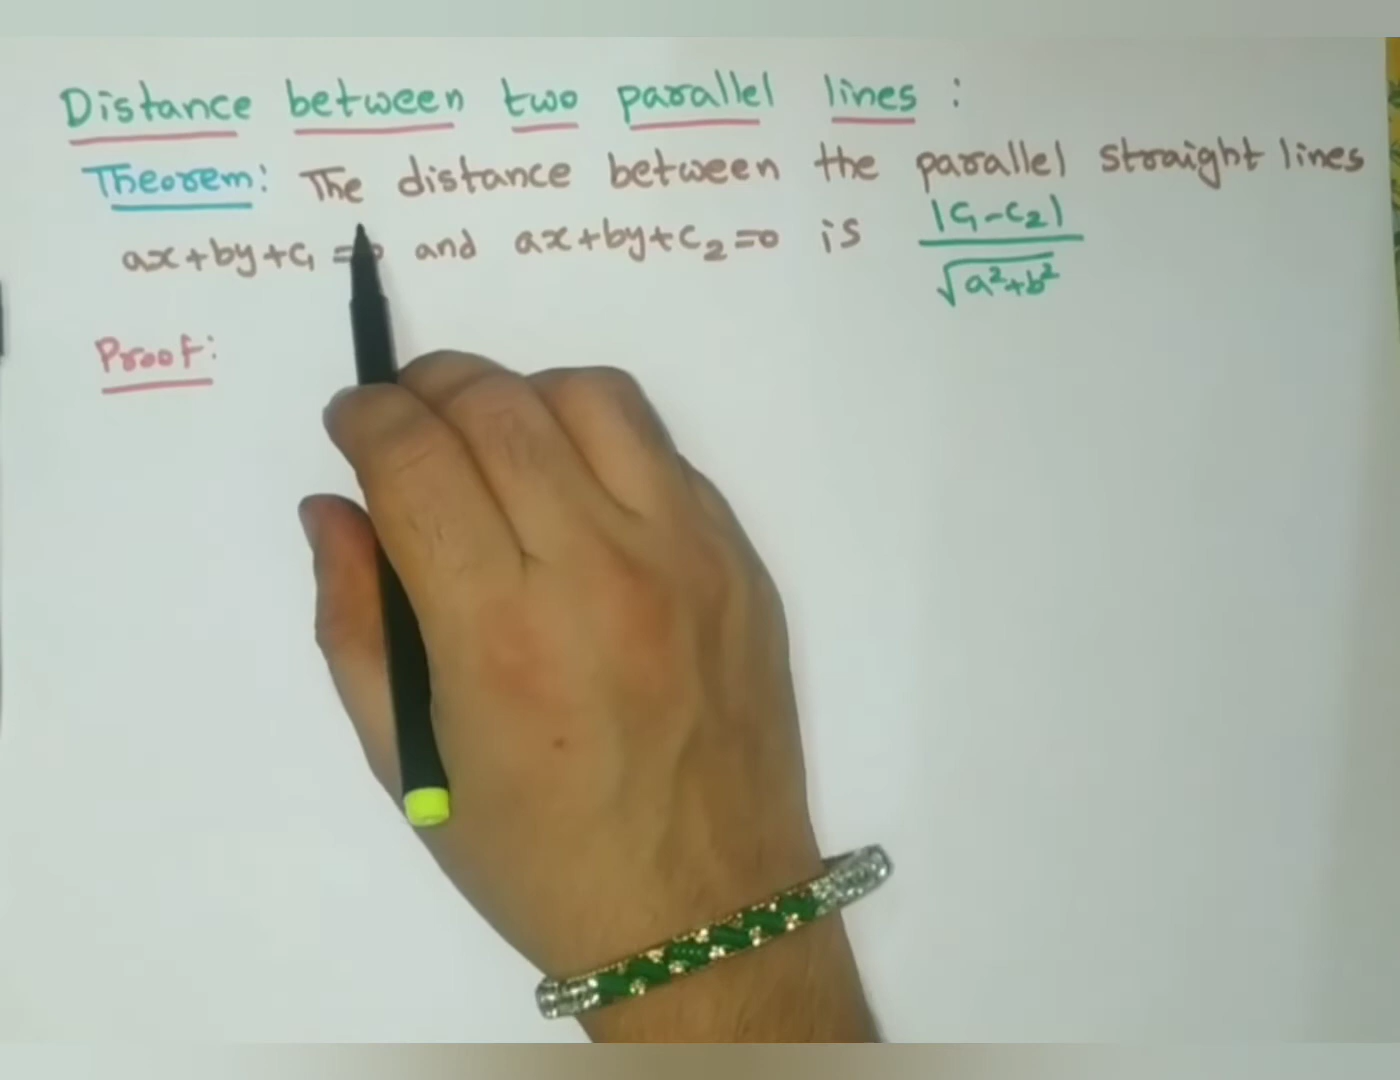 Distance between two parallel lines :
Theorem: The distance between the parallel straight lines
ax+by+c₁ =0 and ax+by+c₂=0 is |c₁-c₂|
√a²+b²
Proof: